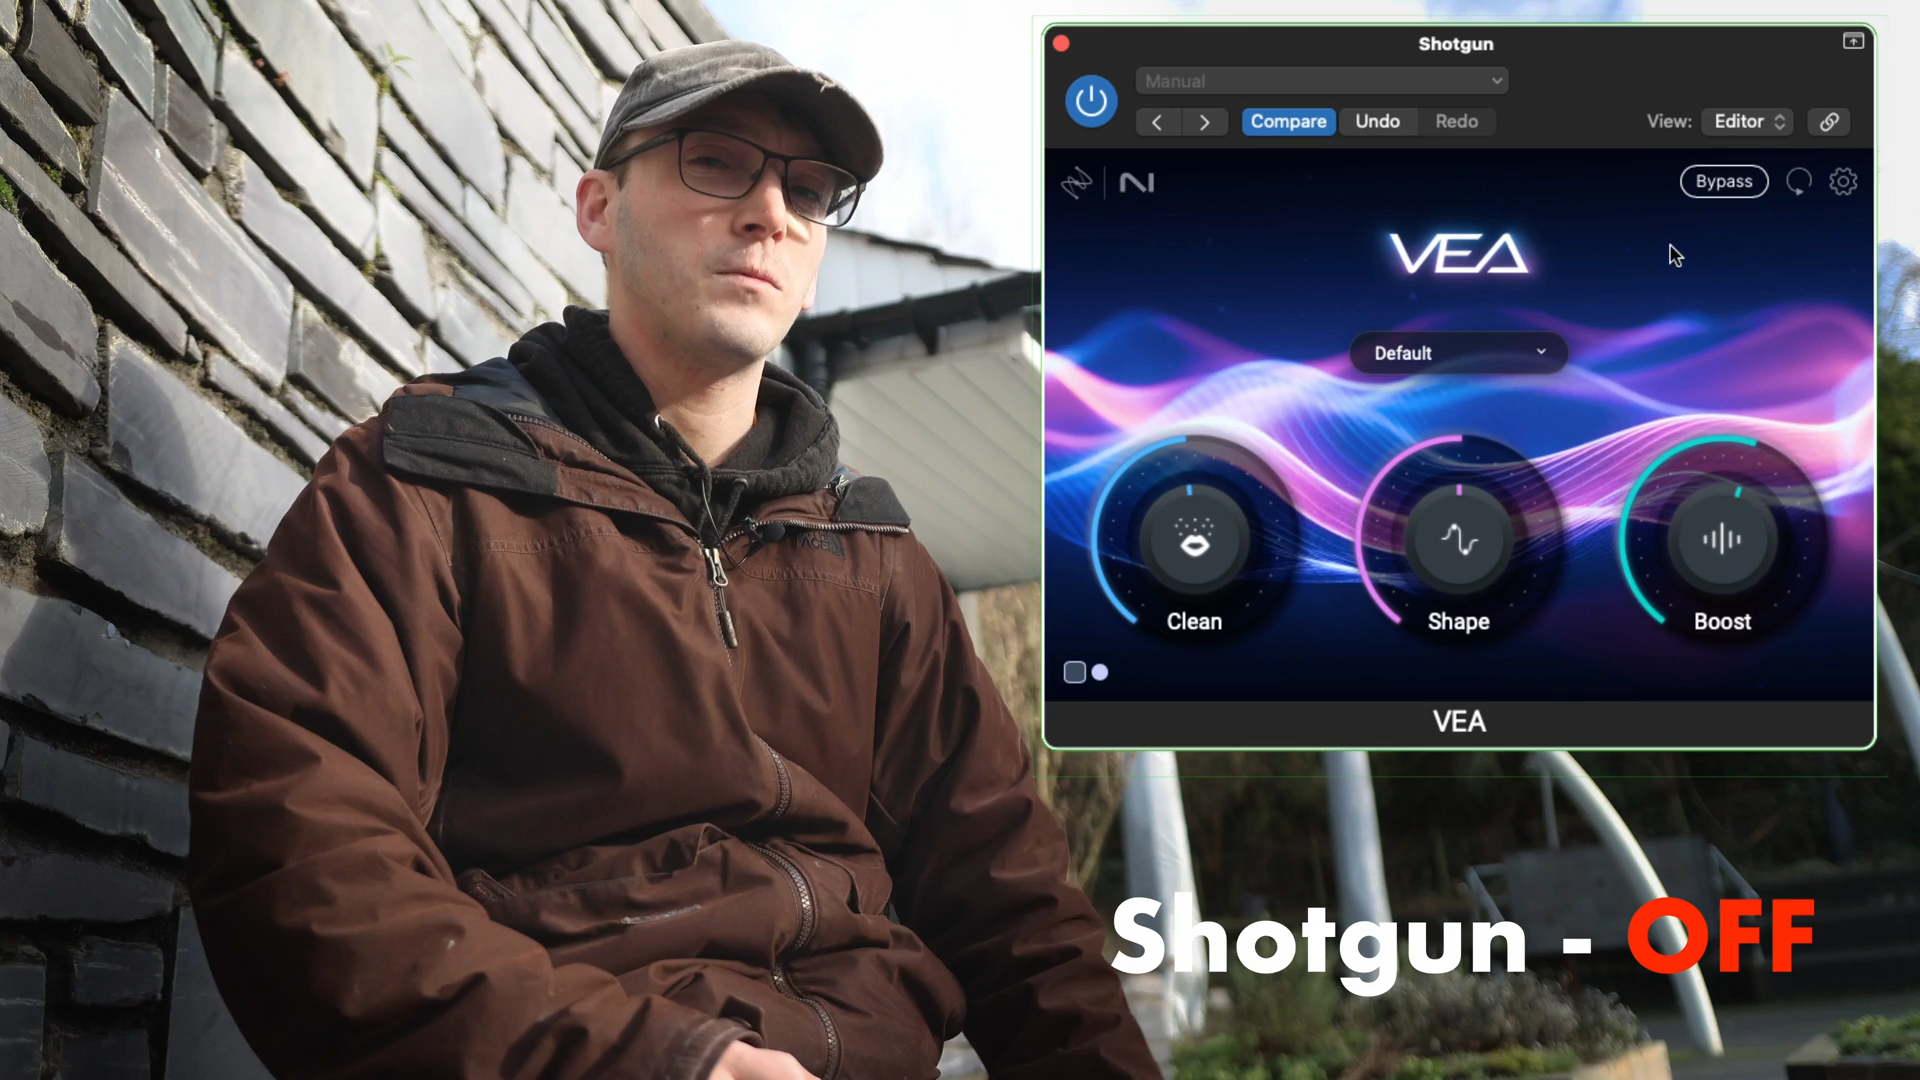 Shotgun
Manual
Compare
Undo
Redo
View:
Editor
Bypass
VEA
Default
Clean
Shape
Boost
VEA
Shotgun - OFF